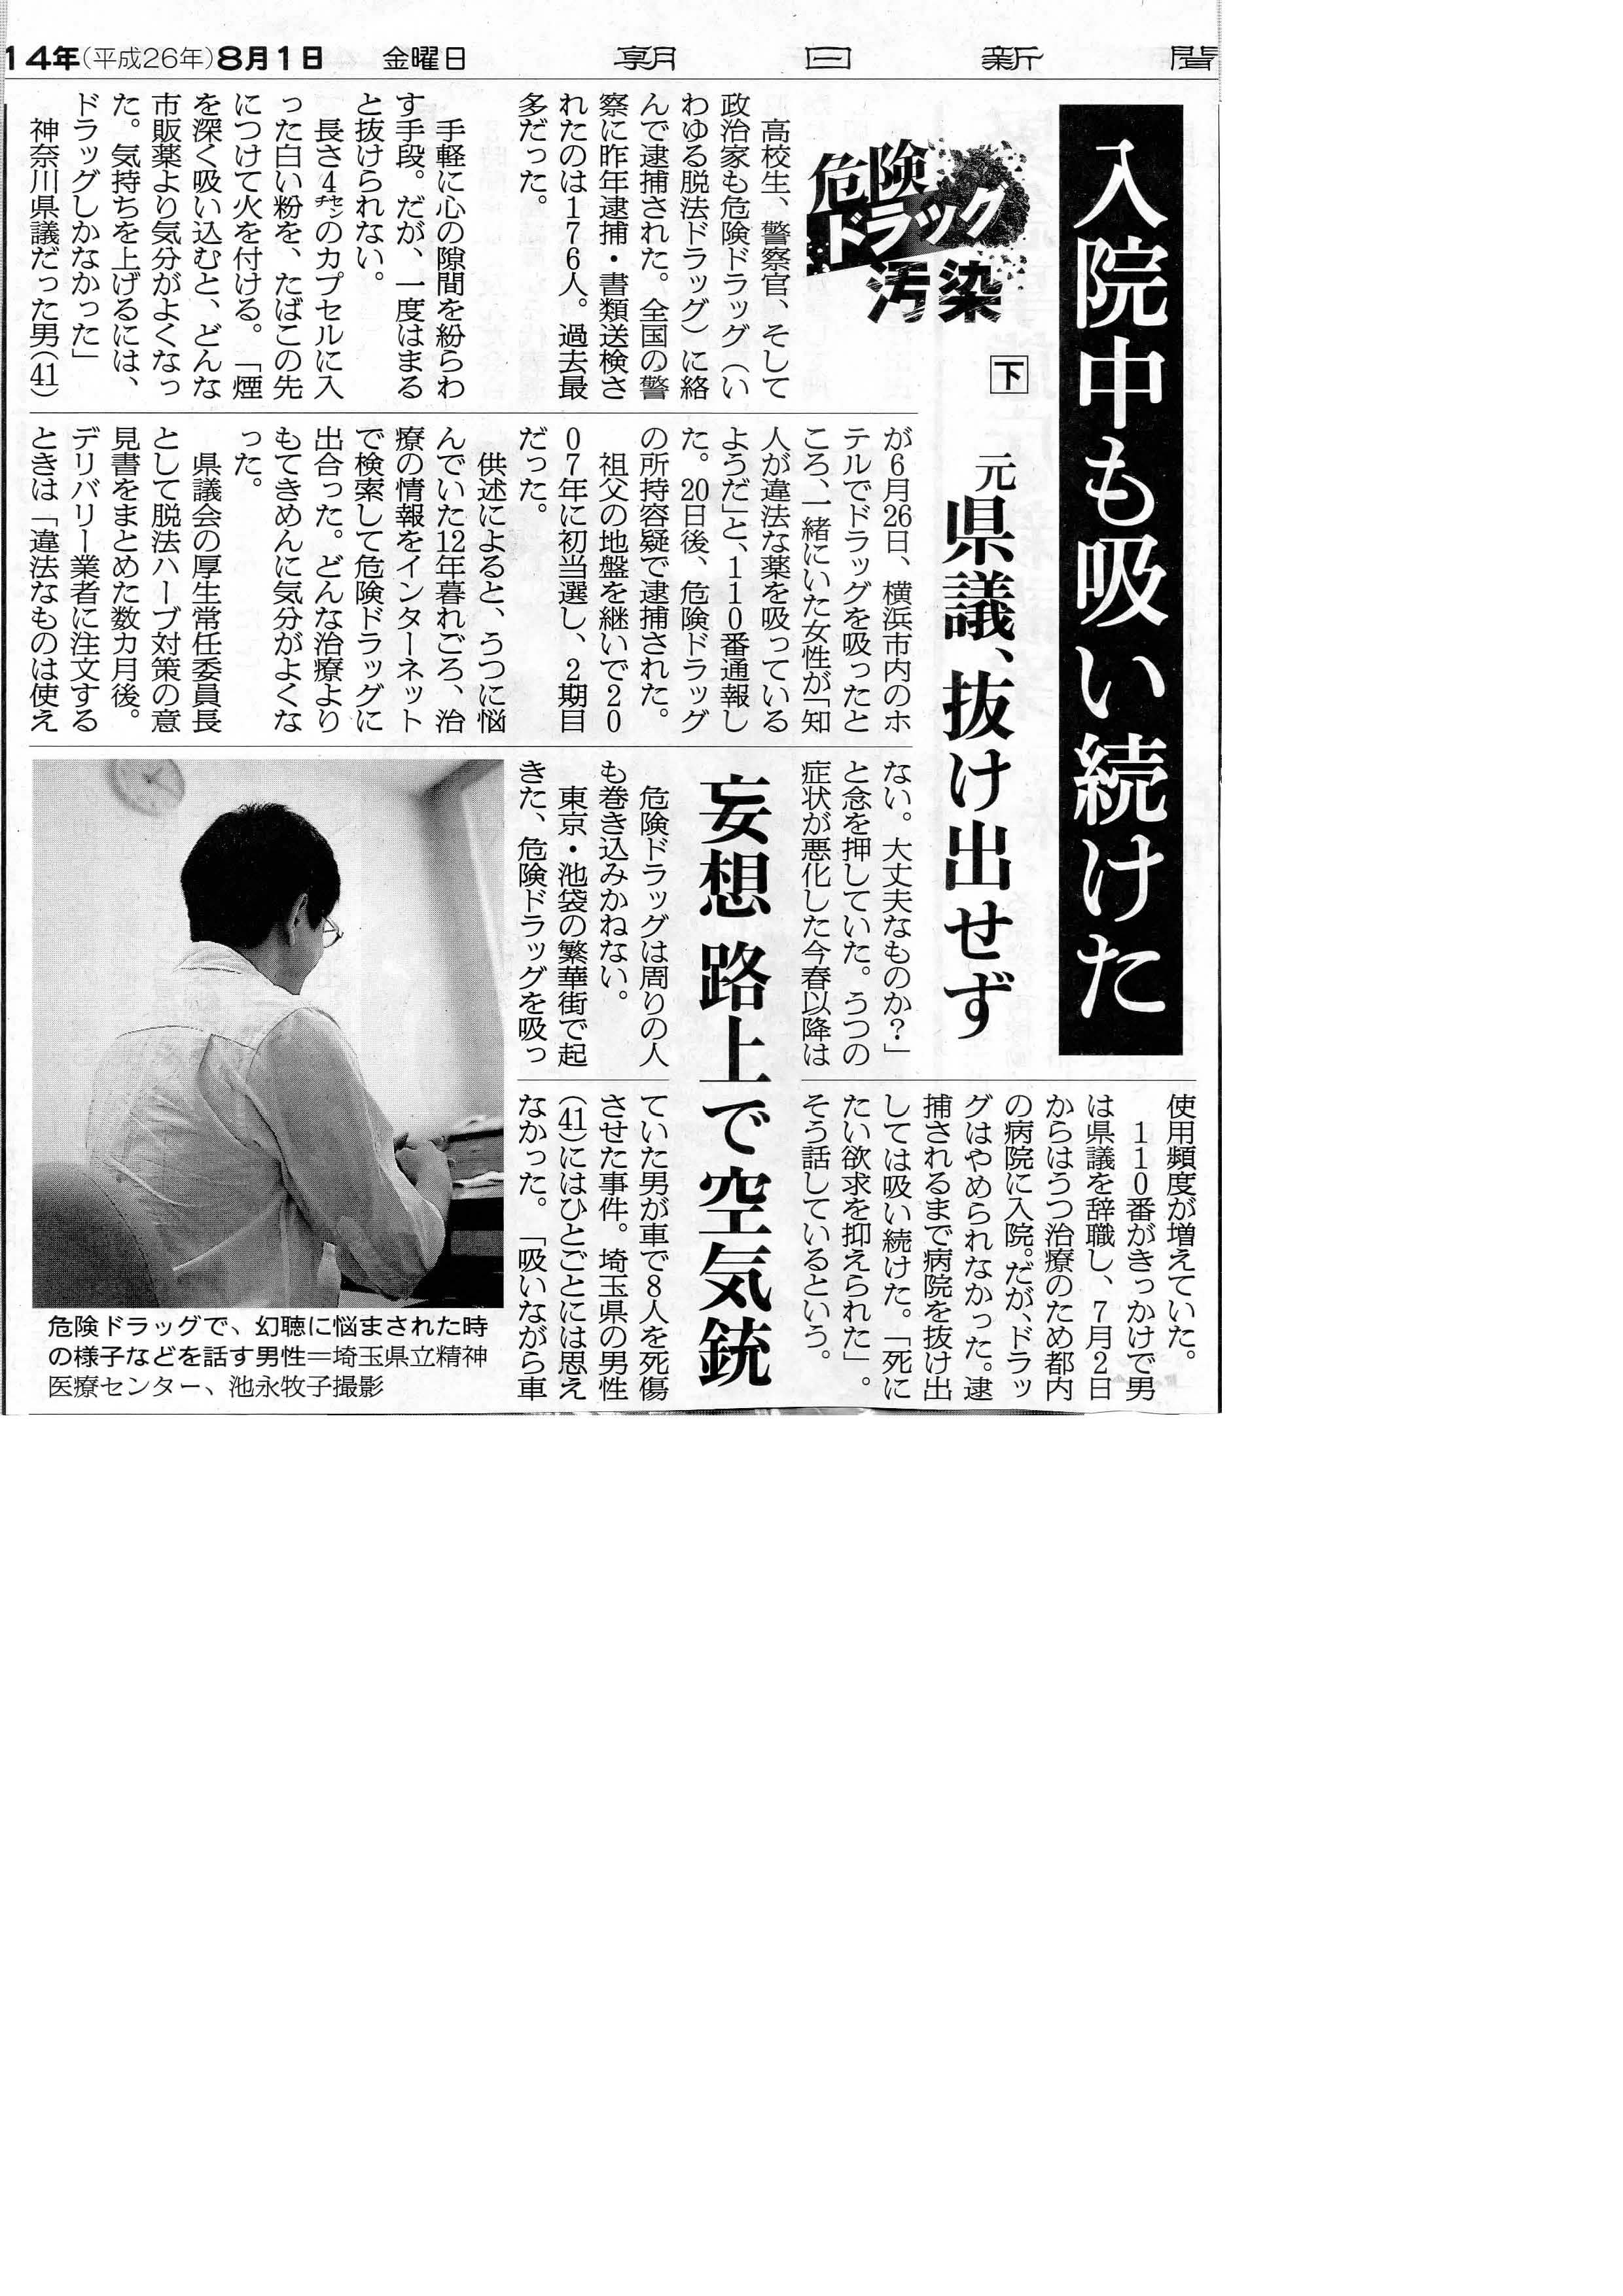 14年(平成26年)8月1日 金曜日 朝日新聞
入院中も吸い続けた
元県議、抜け出せず
危険
ドラッグ
汚染
下
高校生、警察官、そして
政治家も危険ドラッグ(い
わゆる脱法ドラッグ)に絡
んで逮捕された。全国の警
察に昨年逮捕・書類送検さ
れたのは176人。過去最
多だった。
手軽に心の隙間を紛らわ
す手段。だが、一度はまる
と抜けられない。
長さ4㌢のカプセルに入
った白い粉を、たばこの先
につけて火を付ける。「煙
を深く吸い込むと、どんな
市販薬より気分がよくなっ
た。気持ちを上げるには、
ドラッグしかなかった」
神奈川県議だった男(41)
が6月26日、横浜市内のホ
テルでドラッグを吸ったと
ころ、一緒にいた女性が「知
人が違法な薬を吸っている
ようだ」と、110番通報し
た。20日後、危険ドラッグ
の所持容疑で逮捕された。
祖父の地盤を継いで20
07年に初当選し、2期目
だった。
供述によると、うつに悩
んでいた12年暮れごろ、治
療の情報をインターネット
で検索して危険ドラッグに
出合った。どんな治療より
もてきめんに気分がよくな
った。
県議会の厚生常任委員長
として脱法ハーブ対策の意
見書をまとめた数カ月後。
デリバリー業者に注文する
ときは「違法なものは使え
ない。大丈夫なものか?」
と念を押していた。うつの
症状が悪化した今春以降は
使用頻度が増えていた。
110番がきっかけで男
は県議を辞職し、7月2日
からはうつ治療のため都内
の病院に入院。だが、ドラッ
グはやめられなかった。逮
捕されるまで病院を抜け出
しては吸い続けた。「死に
たい欲求を抑えられた」。
そう話しているという。
妄想 路上で空気銃
危険ドラッグは周りの人
も巻き込みかねない。
東京・池袋の繁華街で起
きた、危険ドラッグを吸っ
ていた男が車で8人を死傷
させた事件。埼玉県の男性
(41)にはひとごとには思え
なかった。「吸いながら車
危険ドラッグで、幻聴に悩まされた時
の様子などを話す男性＝埼玉県立精神
医療センター、池永牧子撮影